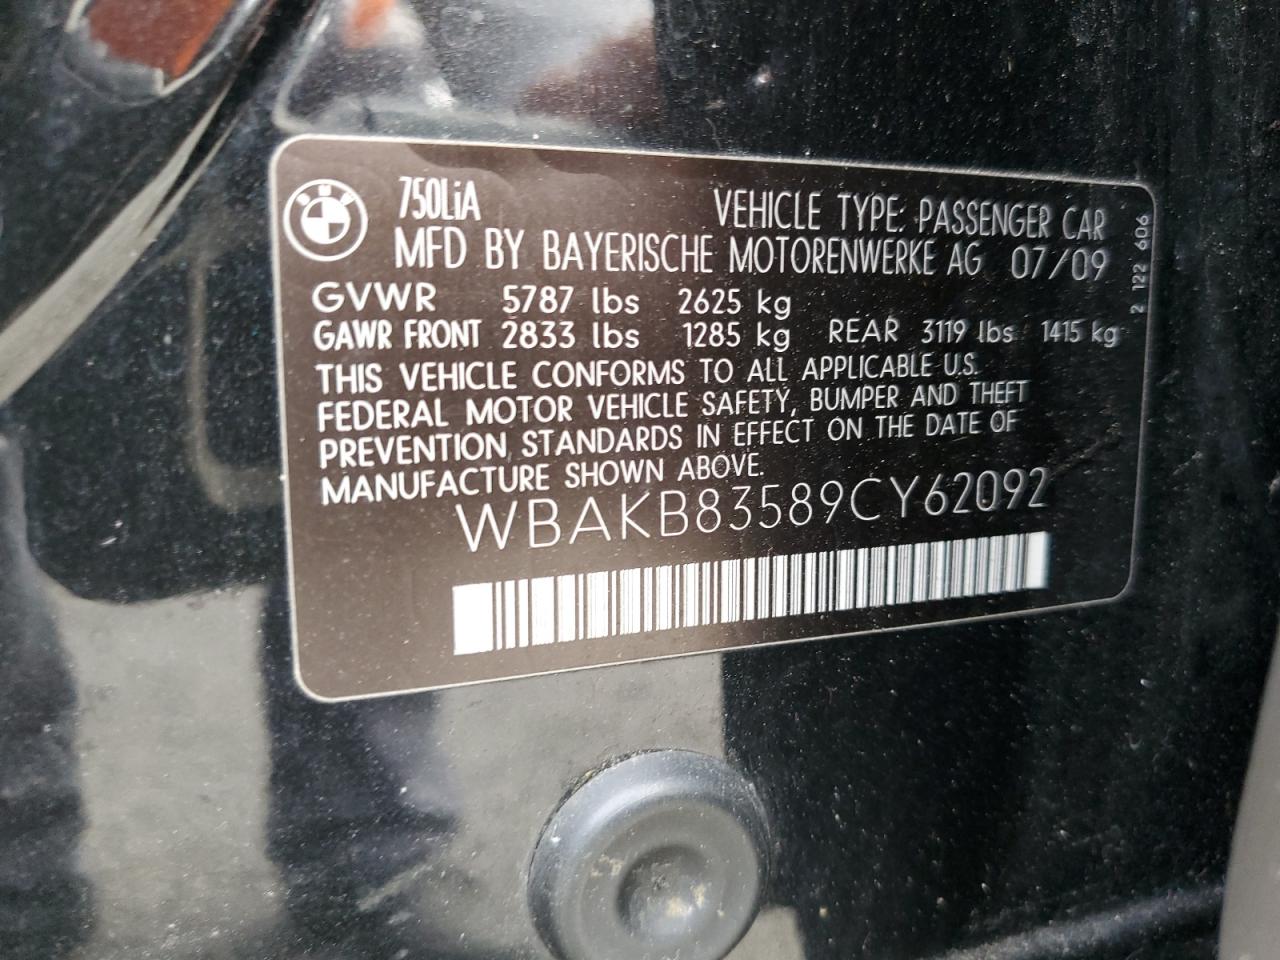 750LiA VEHICLE TYPE: PASSENGER CAR
MFD BY BAYERISCHE MOTORENWERKE AG 07/09
GVWR 5787 lbs 2625 kg
GAWR FRONT 2833 lbs 1285 kg REAR 3119 lbs 1415 kg
THIS VEHICLE CONFORMS TO ALL APPLICABLE U.S.
FEDERAL MOTOR VEHICLE SAFETY, BUMPER AND THEFT
PREVENTION STANDARDS IN EFFECT ON THE DATE OF
MANUFACTURE SHOWN ABOVE.
WBAKB83589CY62092
2 122 606
BMW